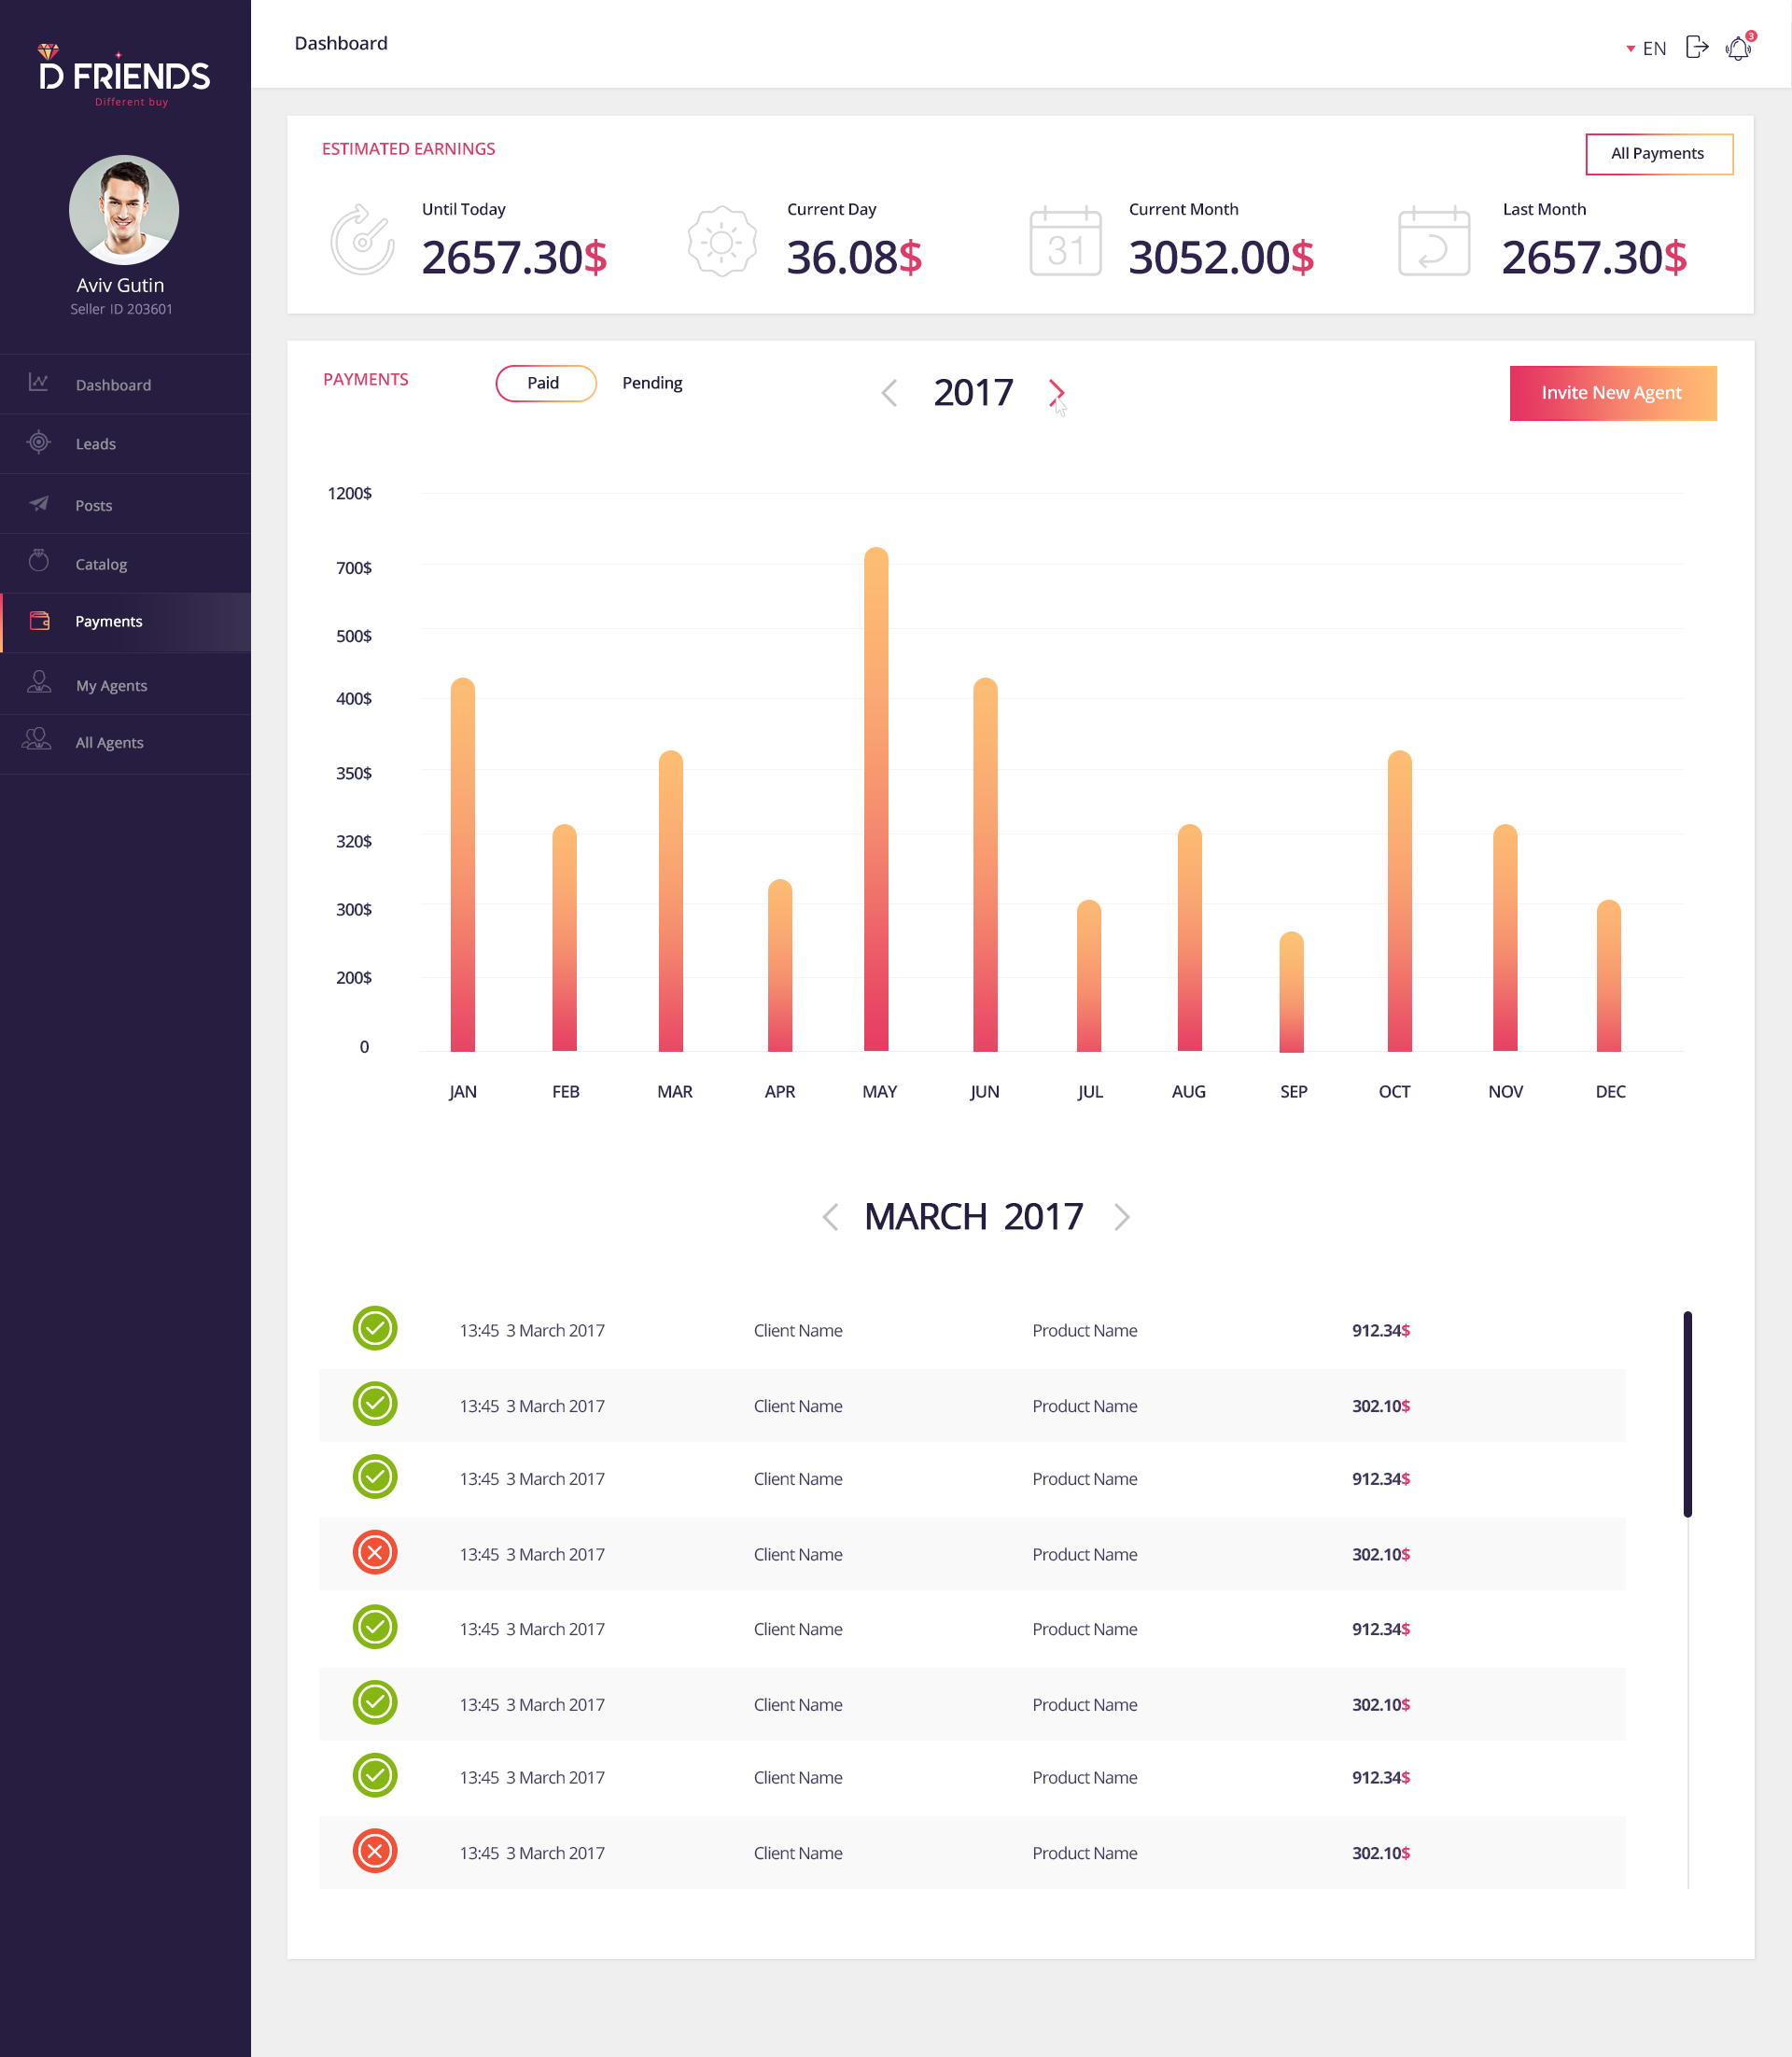 D FRIENDS
Different buy
Aviv Gutin
Seller ID 203601
Dashboard
Leads
Posts
Catalog
Payments
My Agents
All Agents
Dashboard
EN
3
ESTIMATED EARNINGS
All Payments
Until Today
2657.30$
Current Day
36.08$
31
Current Month
3052.00$
Last Month
2657.30$
PAYMENTS
Paid
Pending
2017
Invite New Agent
1200$
700$
500$
400$
350$
320$
300$
200$
0
JAN FEB MAR APR MAY JUN JUL AUG SEP OCT NOV DEC
MARCH 2017
13:45 3 March 2017 Client Name Product Name 912.34$
13:45 3 March 2017 Client Name Product Name 302.10$
13:45 3 March 2017 Client Name Product Name 912.34$
13:45 3 March 2017 Client Name Product Name 302.10$
13:45 3 March 2017 Client Name Product Name 912.34$
13:45 3 March 2017 Client Name Product Name 302.10$
13:45 3 March 2017 Client Name Product Name 912.34$
13:45 3 March 2017 Client Name Product Name 302.10$